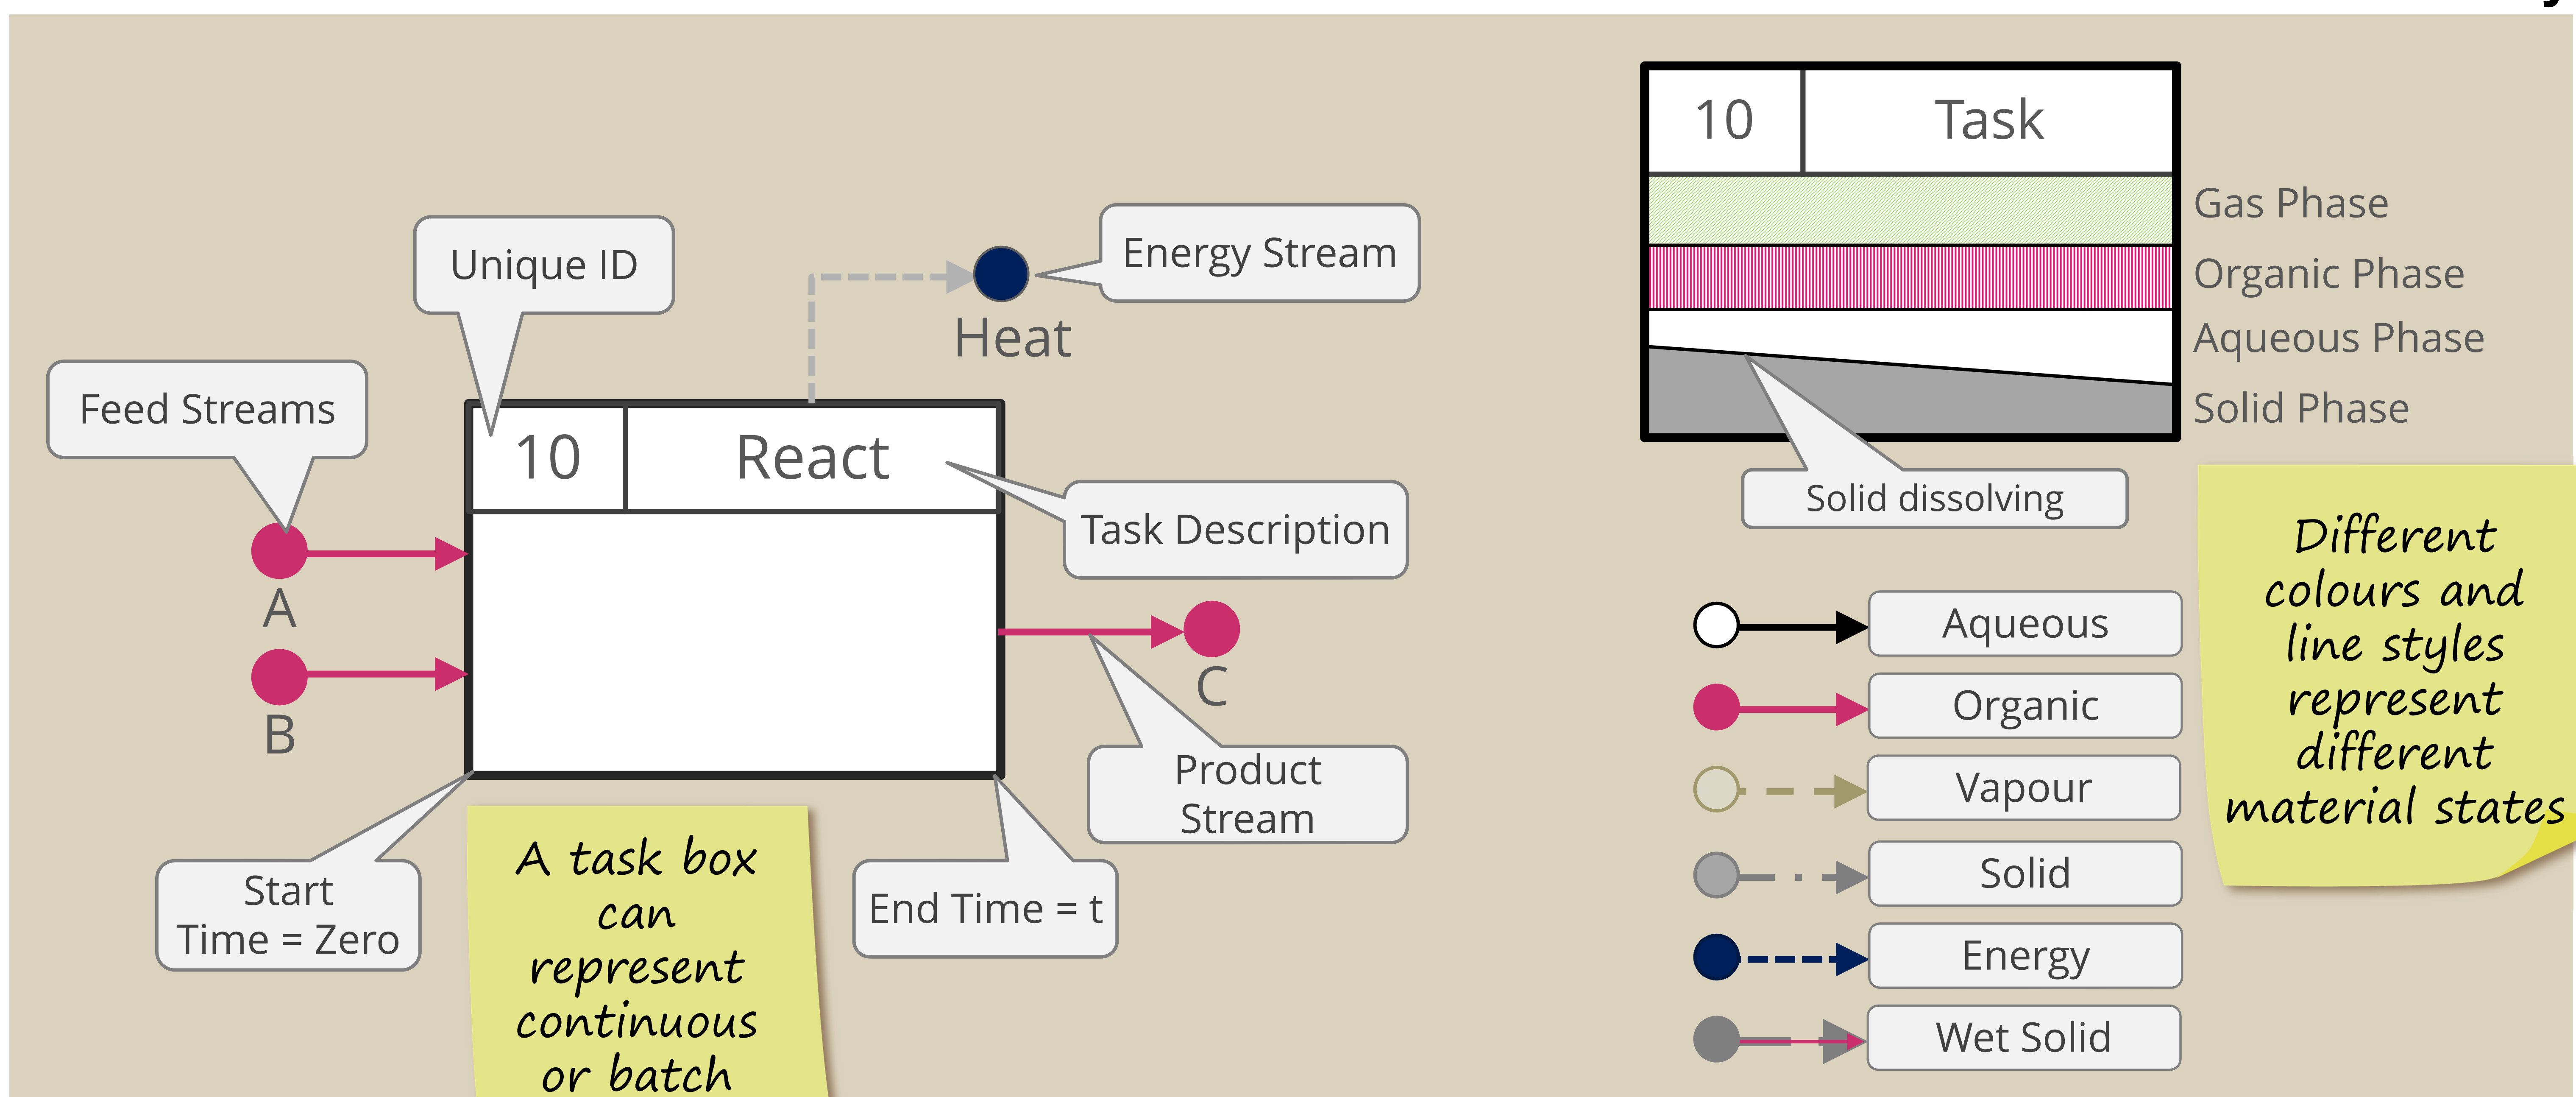 Unique ID
Energy Stream
Heat
Feed Streams
10
React
Task Description
A
B
C
Product
Stream
Start
Time = Zero
End Time = t
A task box
can
represent
continuous
or batch
10
Task
Gas Phase
Organic Phase
Aqueous Phase
Solid Phase
Solid dissolving
Aqueous
Organic
Vapour
Solid
Energy
Wet Solid
Different
colours and
line styles
represent
different
material states